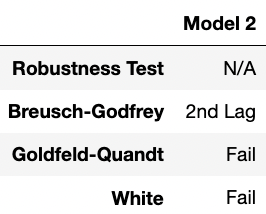 Model 2
Robustness Test N/A
Breusch-Godfrey 2nd Lag
Goldfeld-Quandt Fail
White Fail